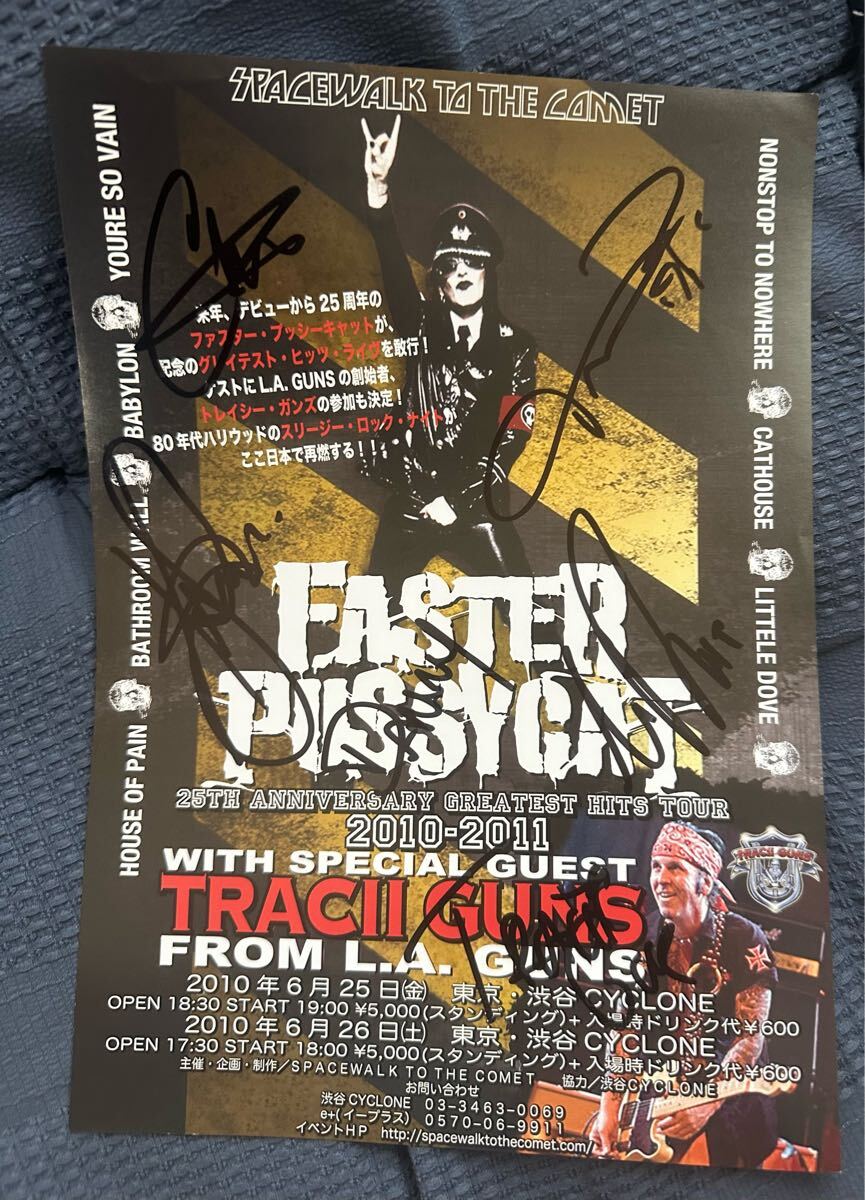 SPACEWALK TO THE COMET
YOURE SO VAIN
BABYLON
BATHROOM WALL
HOUSE OF PAIN
NONSTOP TO NOWHERE
CATHOUSE
LITTELE DOVE
来年、デビューから25周年の
ファスター・プッシーキャットが、
記念のグレイテスト・ヒッツ・ライヴを敢行!
ゲストにL.A. GUNSの創始者、
トレイシー・ガンズの参加も決定!
80年代ハリウッドのスリージー・ロック・ナイトが
ここ日本で再燃する!!!
FASTER
PUSSYCAT
25TH ANNIVERSARY GREATEST HITS TOUR
2010-2011
WITH SPECIAL GUEST
TRACII GUNS
TRACII GUNS
FROM L.A. GUNS
2010年6月25日(金) 東京・渋谷CYCLONE
OPEN 18:30 START 19:00 ¥5,000(スタンディング)+入場時ドリンク代¥600
2010年6月26日(土) 東京・渋谷CYCLONE
OPEN 17:30 START 18:00 ¥5,000(スタンディング)+入場時ドリンク代¥600
主催・企画・制作/SPACEWALK TO THE COMET 協力/渋谷CYCLONE
お問い合わせ
渋谷CYCLONE 03-3463-0069
e+(イープラス) 0570-06-9911
イベントHP http://spacewalktothecomet.com/
Danny